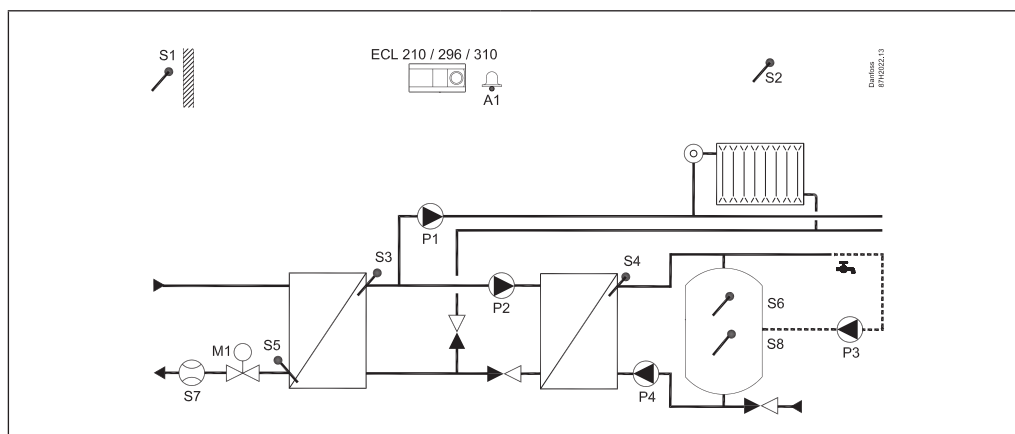 S1
ECL 210 / 296 / 310
A1
S2
Danfoss
87H2022.13
P1
S3
P2
S4
S6
S8
P3
M1
S5
S7
P4